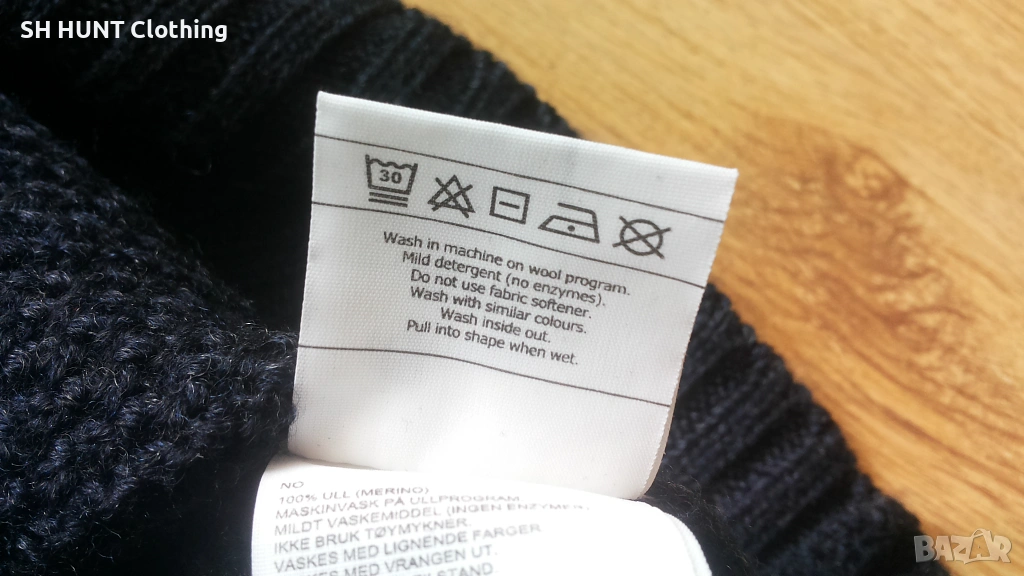 SH HUNT Clothing
30
Wash in machine on wool program.
Mild detergent (no enzymes).
Do not use fabric softener.
Wash with similar colours.
Wash inside out.
Pull into shape when wet.
NO
100% ULL (MERINO)
MASKINVASK PÅ ULLPROGRAM
MILDT VASKEMIDDEL (INGEN ENZYMER)
IKKE BRUK TØYMYKNER.
VASKES MED LIGNENDE FARGER
VASKES MED VRANGEN UT.
STAND.
BAZAR